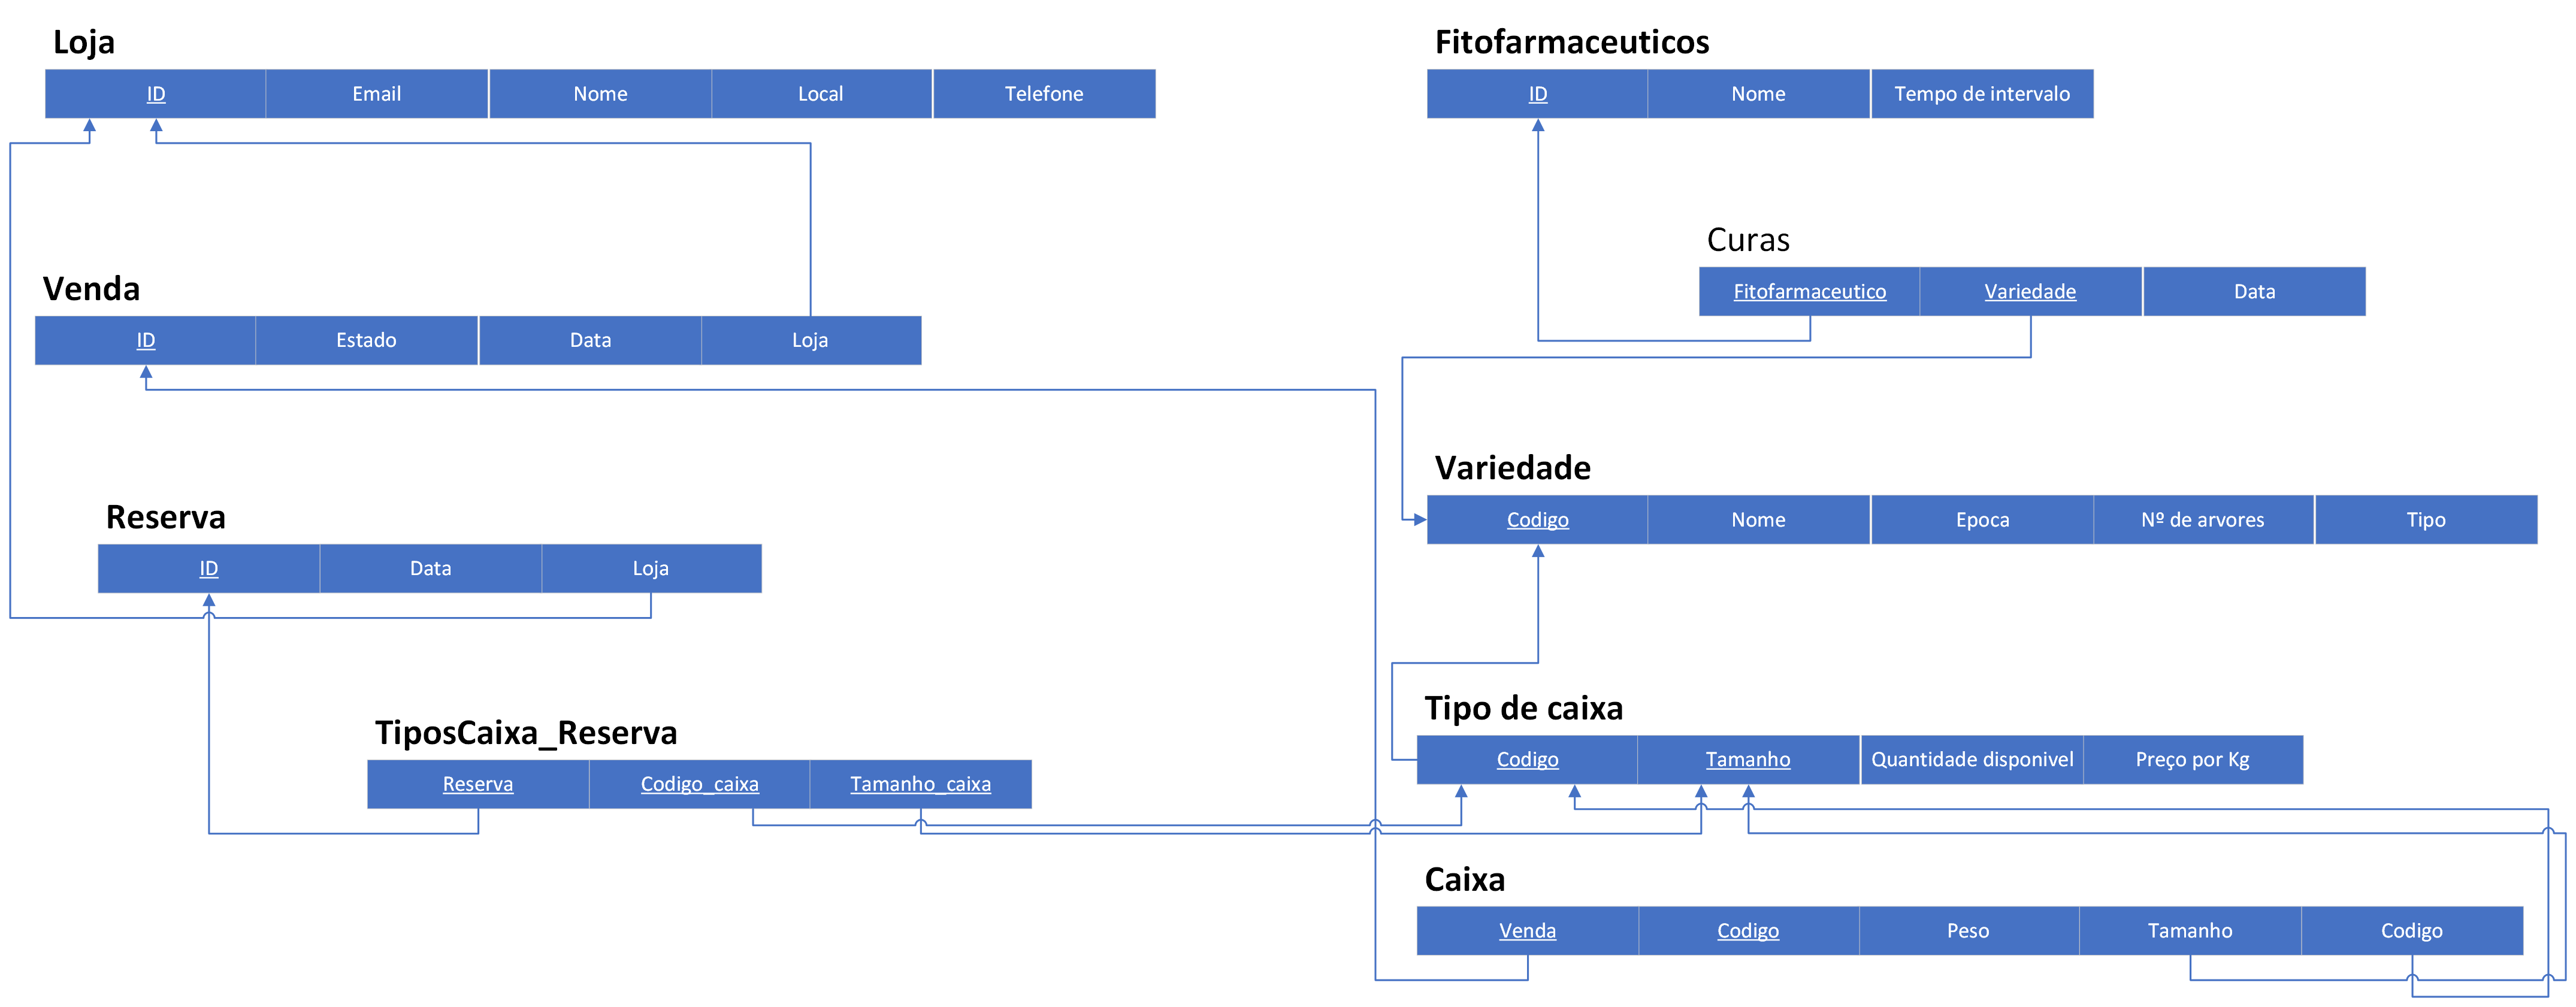 Loja
ID Email Nome Local Telefone
Venda
ID Estado Data Loja
Reserva
ID Data Loja
TiposCaixa_Reserva
Reserva Codigo_caixa Tamanho_caixa
Fitofarmaceuticos
ID Nome Tempo de intervalo
Curas
Fitofarmaceutico Variedade Data
Variedade
Codigo Nome Epoca Nº de arvores Tipo
Tipo de caixa
Codigo Tamanho Quantidade disponivel Preço por Kg
Caixa
Venda Codigo Peso Tamanho Codigo